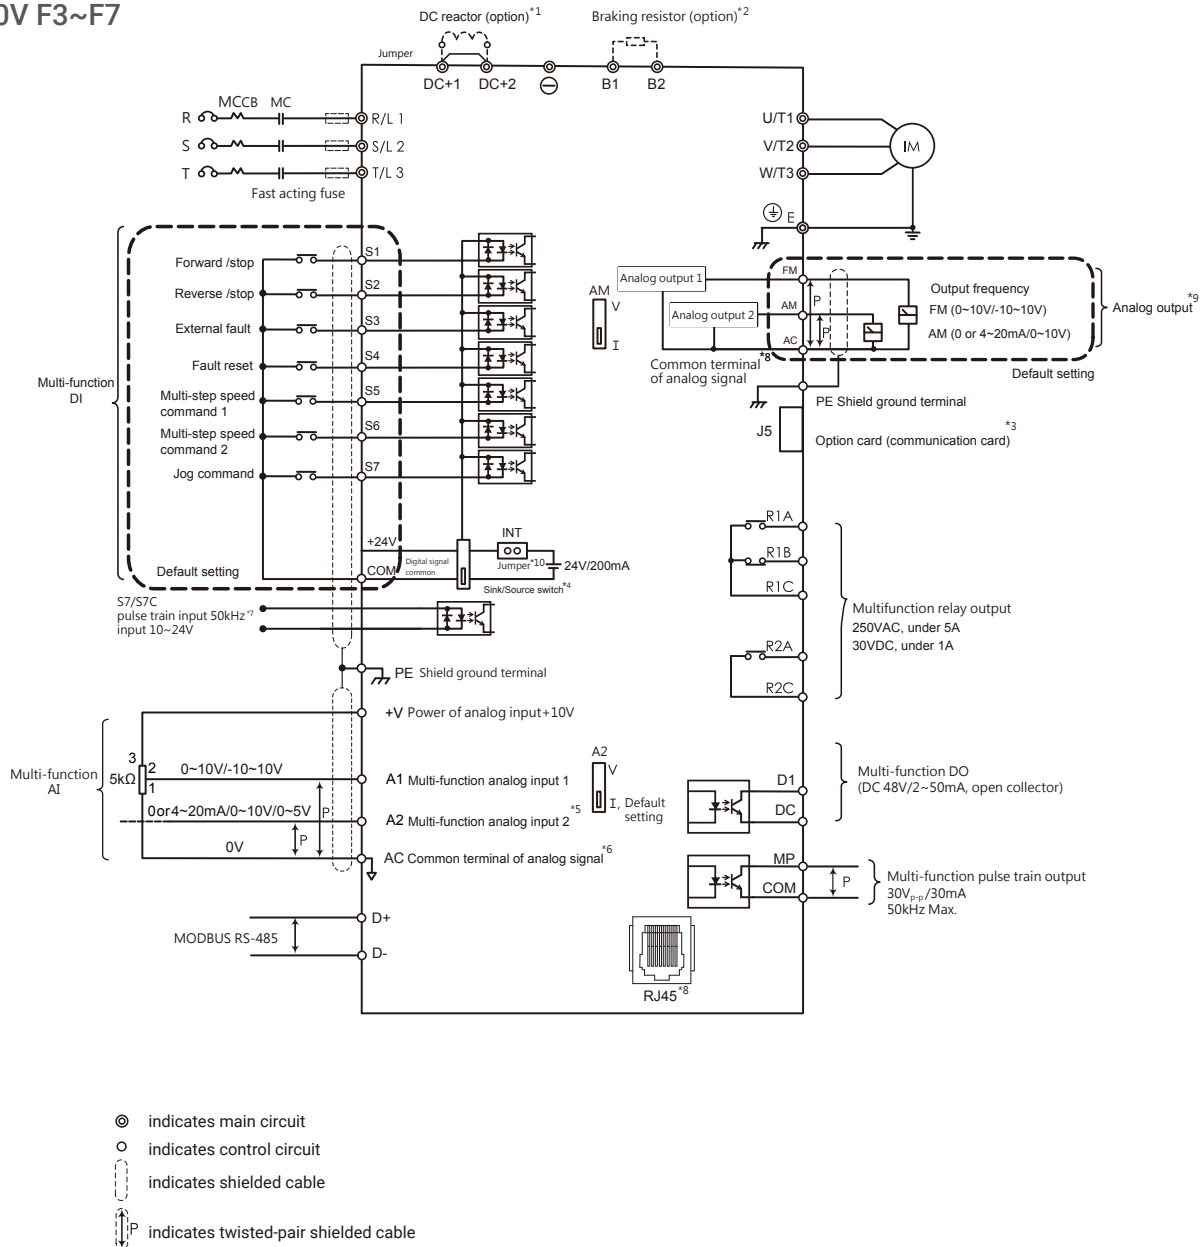 0V F3~F7
DC reactor (option)*1
Braking resistor (option)*2
Jumper
DC+1 DC+2 B1 B2
MCCB MC
R R/L 1
S S/L 2
T T/L 3
Fast acting fuse
U/T1
V/T2
W/T3
IM
E
Multi-function
DI
Forward /stop
Reverse /stop
External fault
Fault reset
Multi-step speed
command 1
Multi-step speed
command 2
Jog command
Default setting
S1
S2
S3
S4
S5
S6
S7
+24V
COM
Digital signal
common
INT
Jumper*10
24V/200mA
Sink/Source switch*4
S7/S7C
pulse train input 50kHz*7
input 10~24V
PE Shield ground terminal
AM
V
I
Analog output 1
Analog output 2
Common terminal*8
of analog signal
FM
AM
AC
P
P
Output frequency
FM (0~10V/-10~10V)
AM (0 or 4~20mA/0~10V)
Analog output*9
Default setting
PE Shield ground terminal
J5
Option card (communication card)*3
R1A
R1B
R1C
R2A
R2C
Multifunction relay output
250VAC, under 5A
30VDC, under 1A
+V Power of analog input+10V
Multi-function
AI
3
5kΩ
2
1
0~10V/-10~10V
0or4~20mA/0~10V/0~5V
0V
P
P
A1 Multi-function analog input 1
A2 Multi-function analog input 2 *5
AC Common terminal of analog signal*6
A2
V
I, Default
setting
D1
DC
Multi-function DO
(DC 48V/2~50mA, open collector)
MP
COM
P
Multi-function pulse train output
30Vp-p/30mA
50kHz Max.
D+
MODBUS RS-485
D-
RJ45*8
indicates main circuit
indicates control circuit
indicates shielded cable
P indicates twisted-pair shielded cable